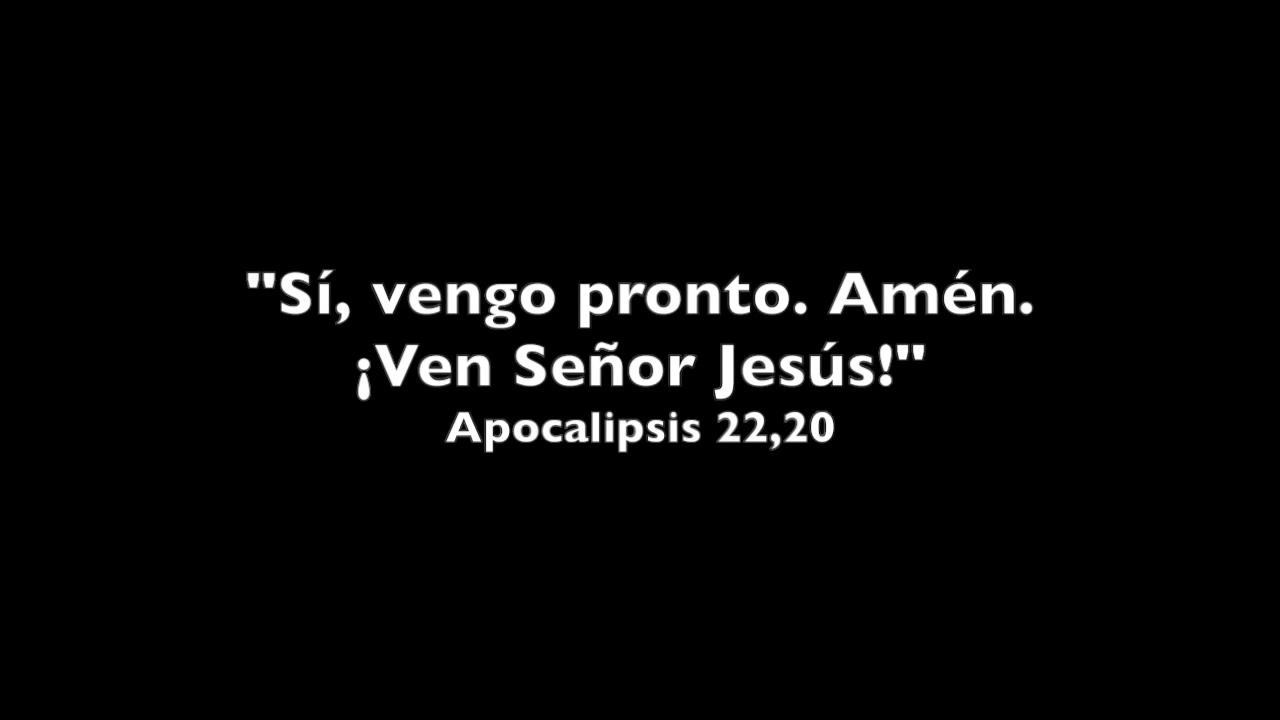 "Sí, vengo pronto. Amén.
¡Ven Señor Jesús!"
Apocalipsis 22,20